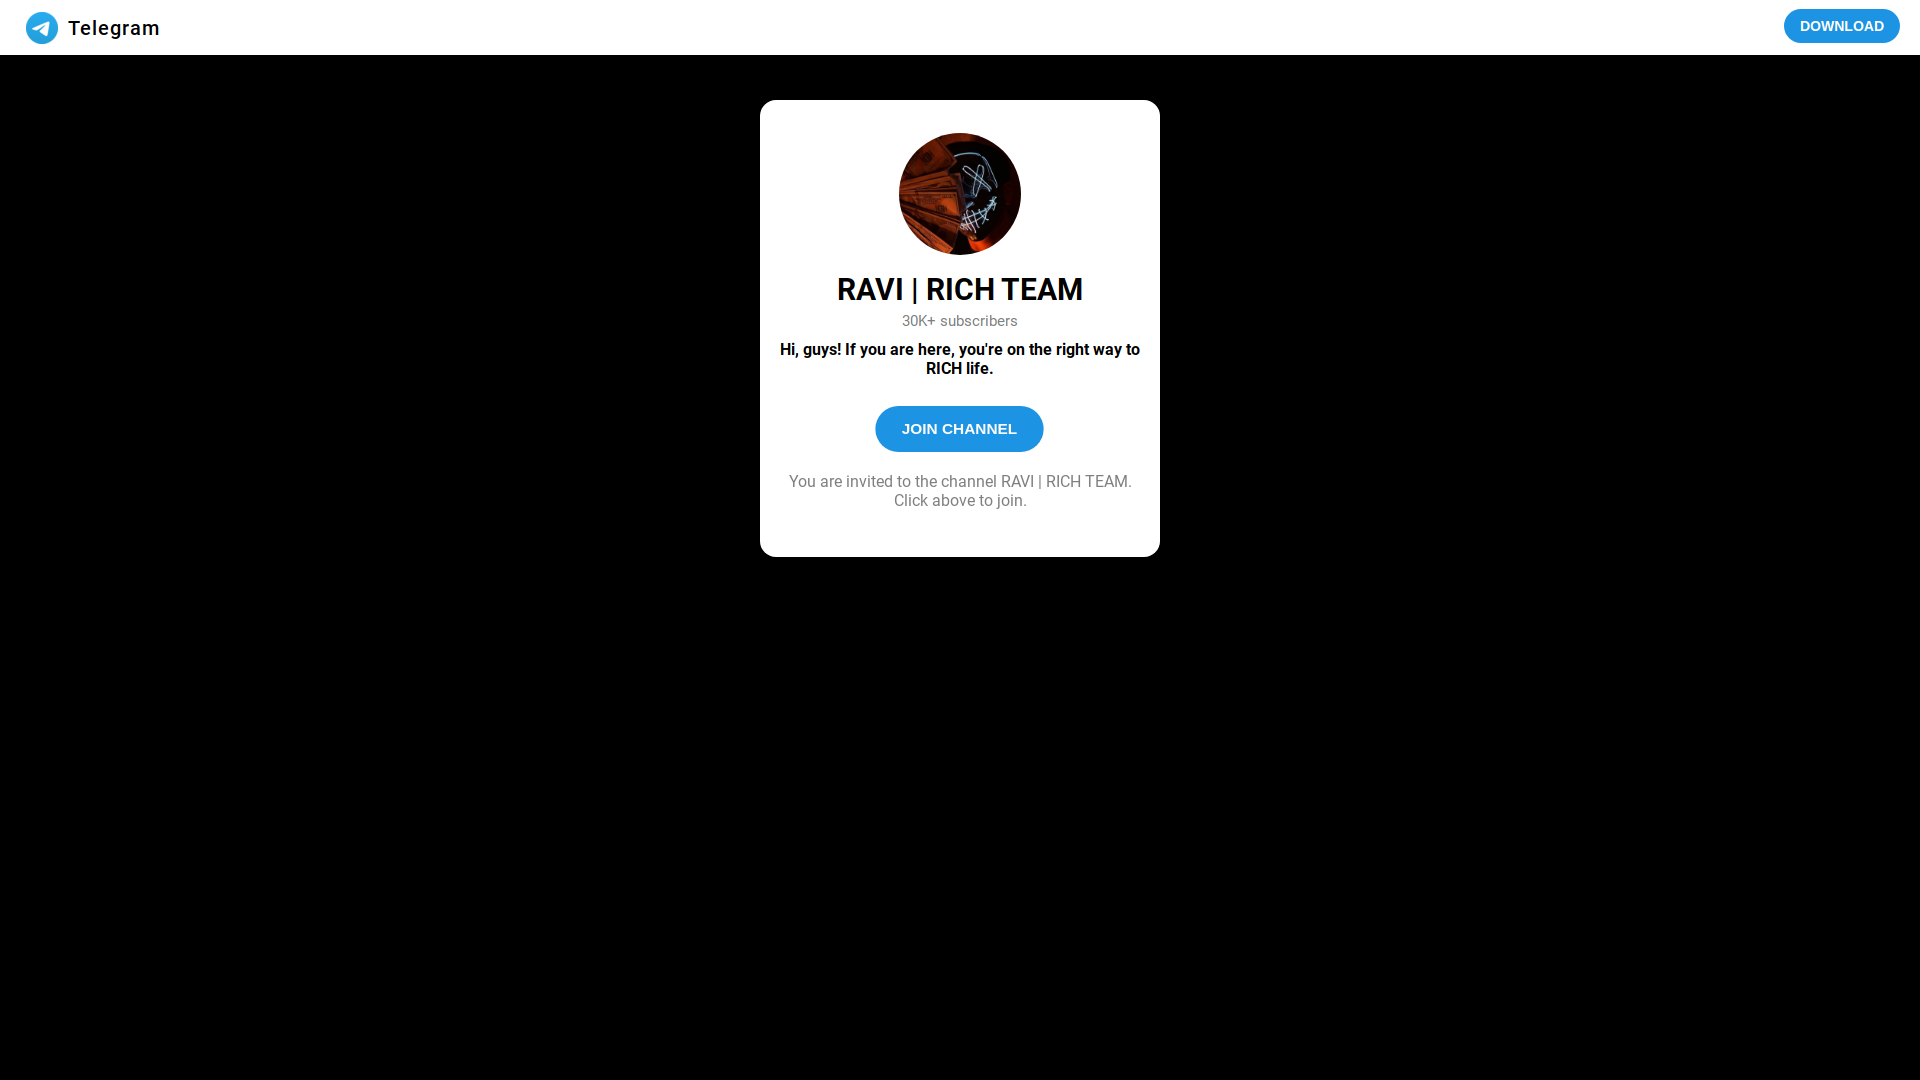 Telegram
DOWNLOAD
RAVI | RICH TEAM
30K+ subscribers
Hi, guys! If you are here, you're on the right way to
RICH life.
JOIN CHANNEL
You are invited to the channel RAVI | RICH TEAM.
Click above to join.